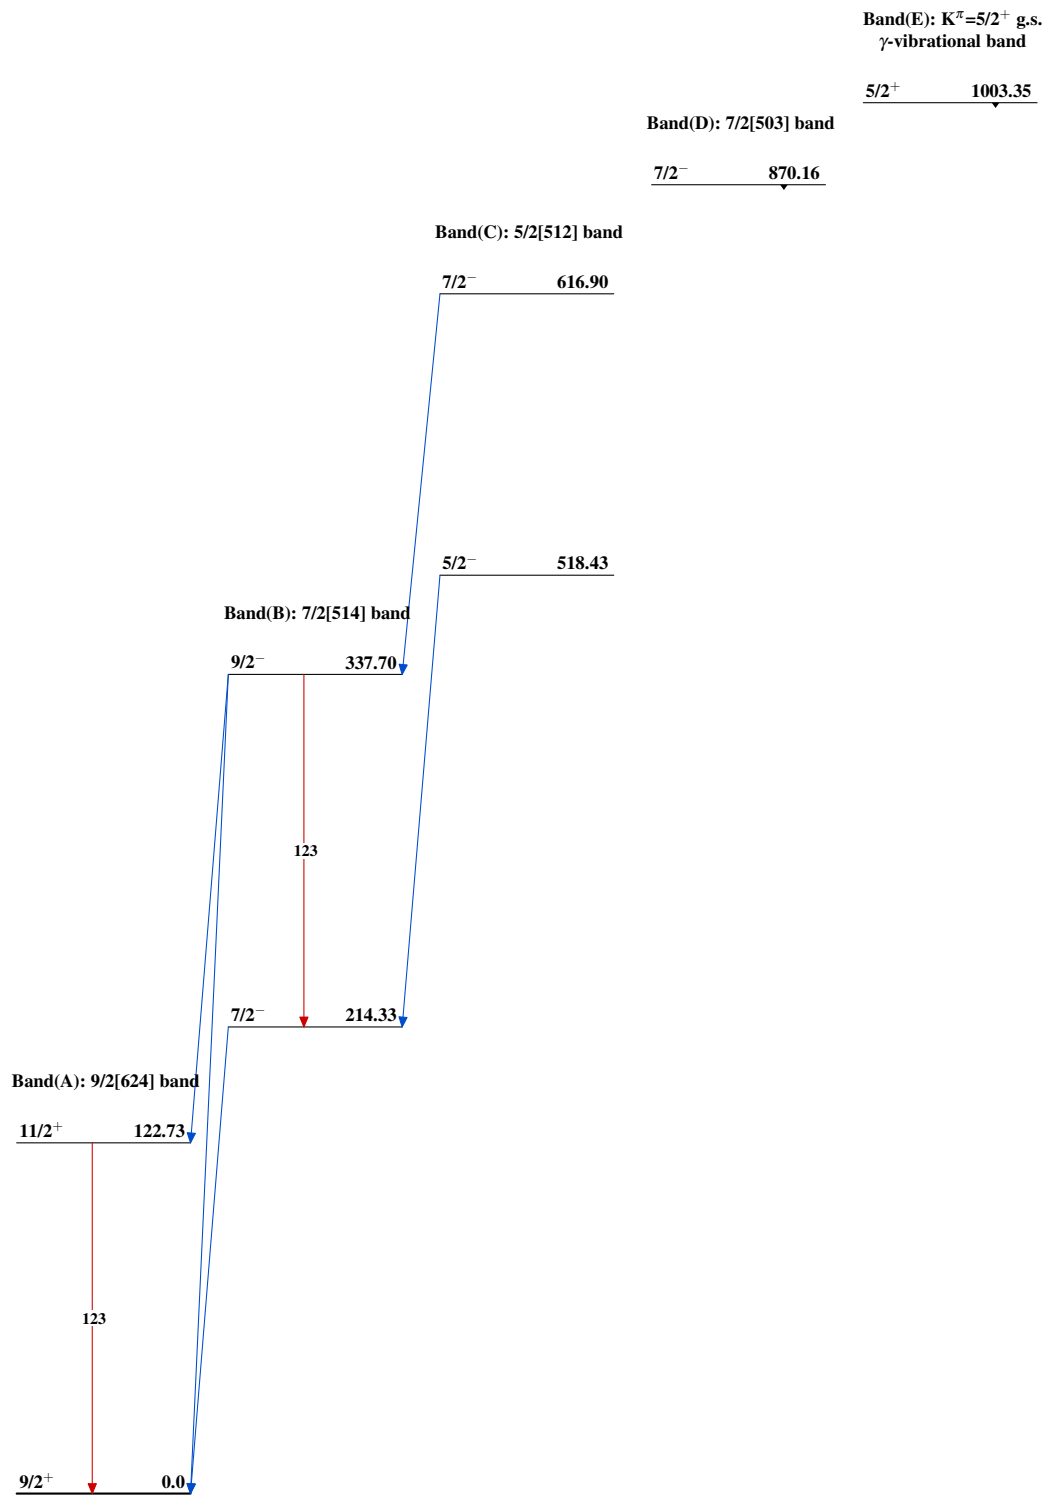 Band(E): K^π=5/2⁺ g.s.
γ-vibrational band
5/2⁺ 1003.35
Band(D): 7/2[503] band
7/2⁻ 870.16
Band(C): 5/2[512] band
7/2⁻ 616.90
5/2⁻ 518.43
Band(B): 7/2[514] band
9/2⁻ 337.70
123
7/2⁻ 214.33
Band(A): 9/2[624] band
11/2⁺ 122.73
123
9/2⁺ 0.0